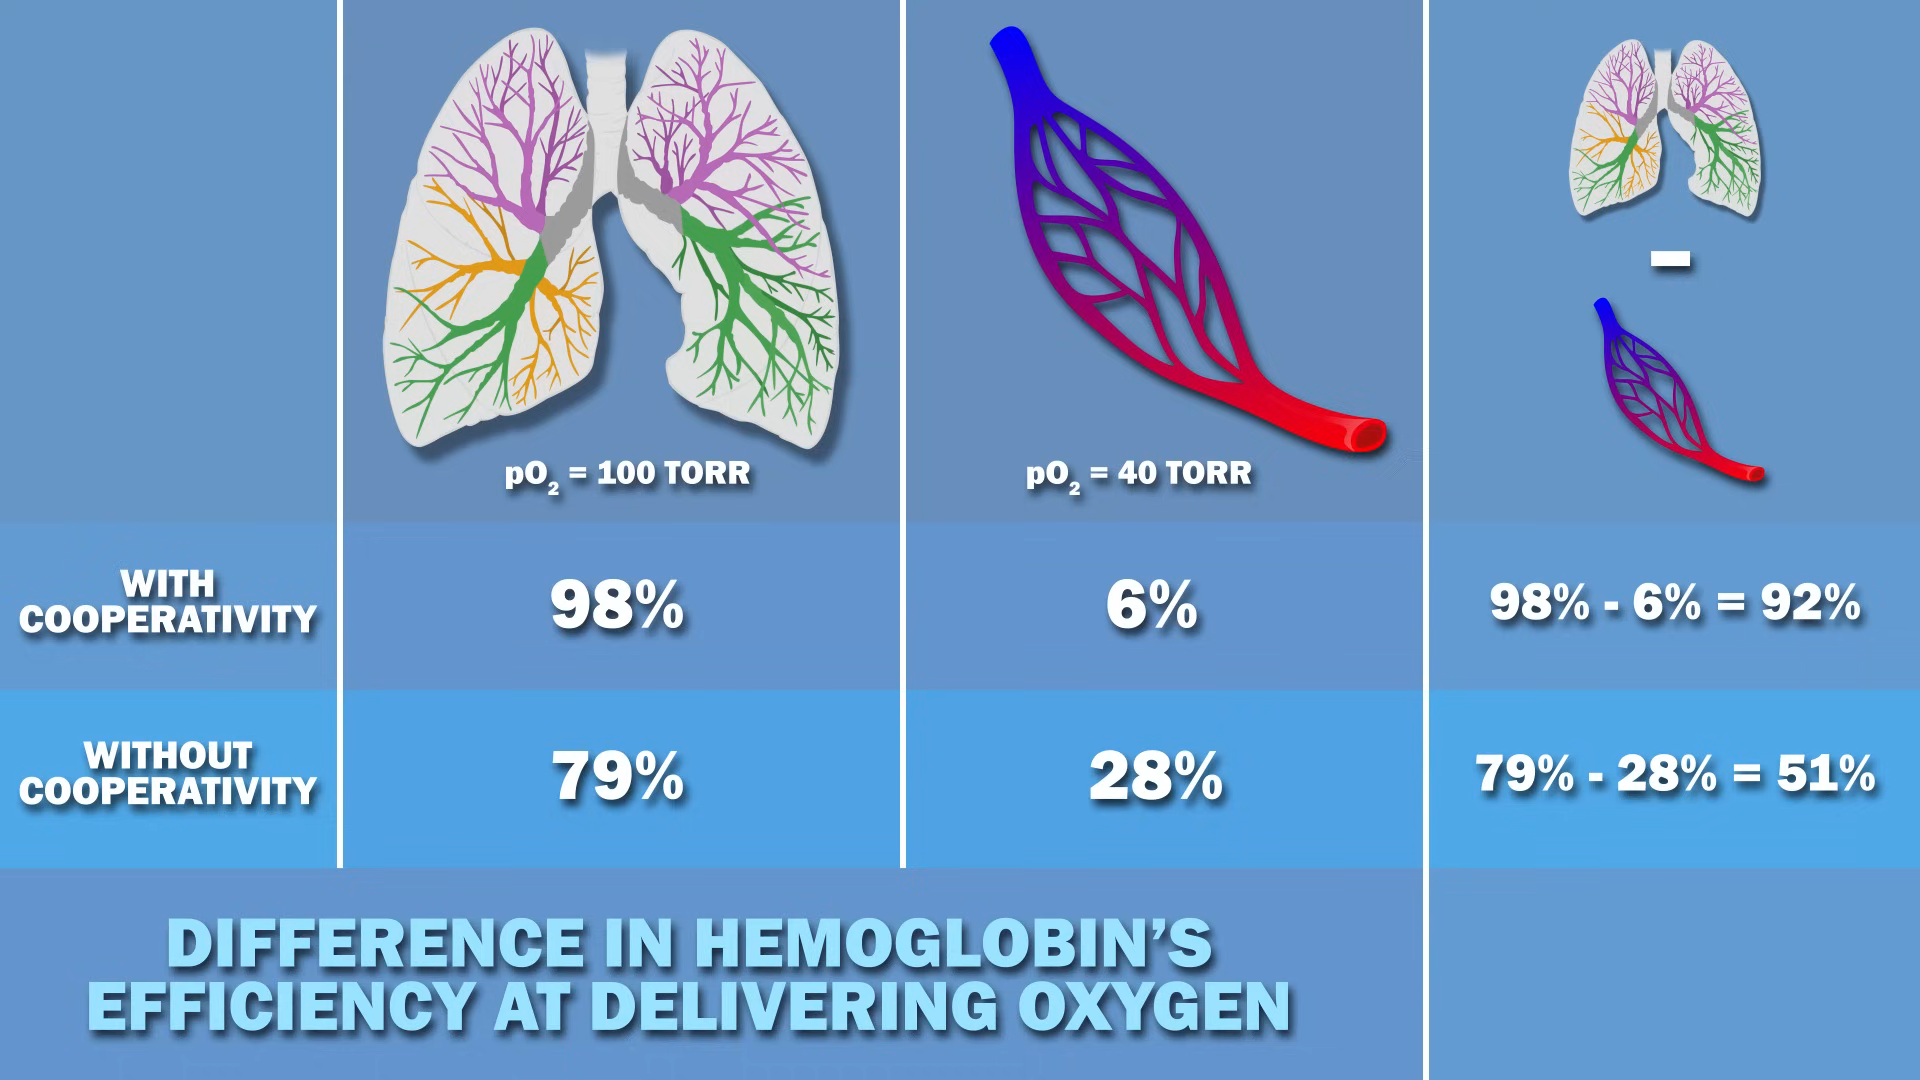 pO2 = 100 TORR
pO2 = 40 TORR
-
WITH
COOPERATIVITY
98%
6%
98% - 6% = 92%
WITHOUT
COOPERATIVITY
79%
28%
79% - 28% = 51%
DIFFERENCE IN HEMOGLOBIN’S
EFFICIENCY AT DELIVERING OXYGEN